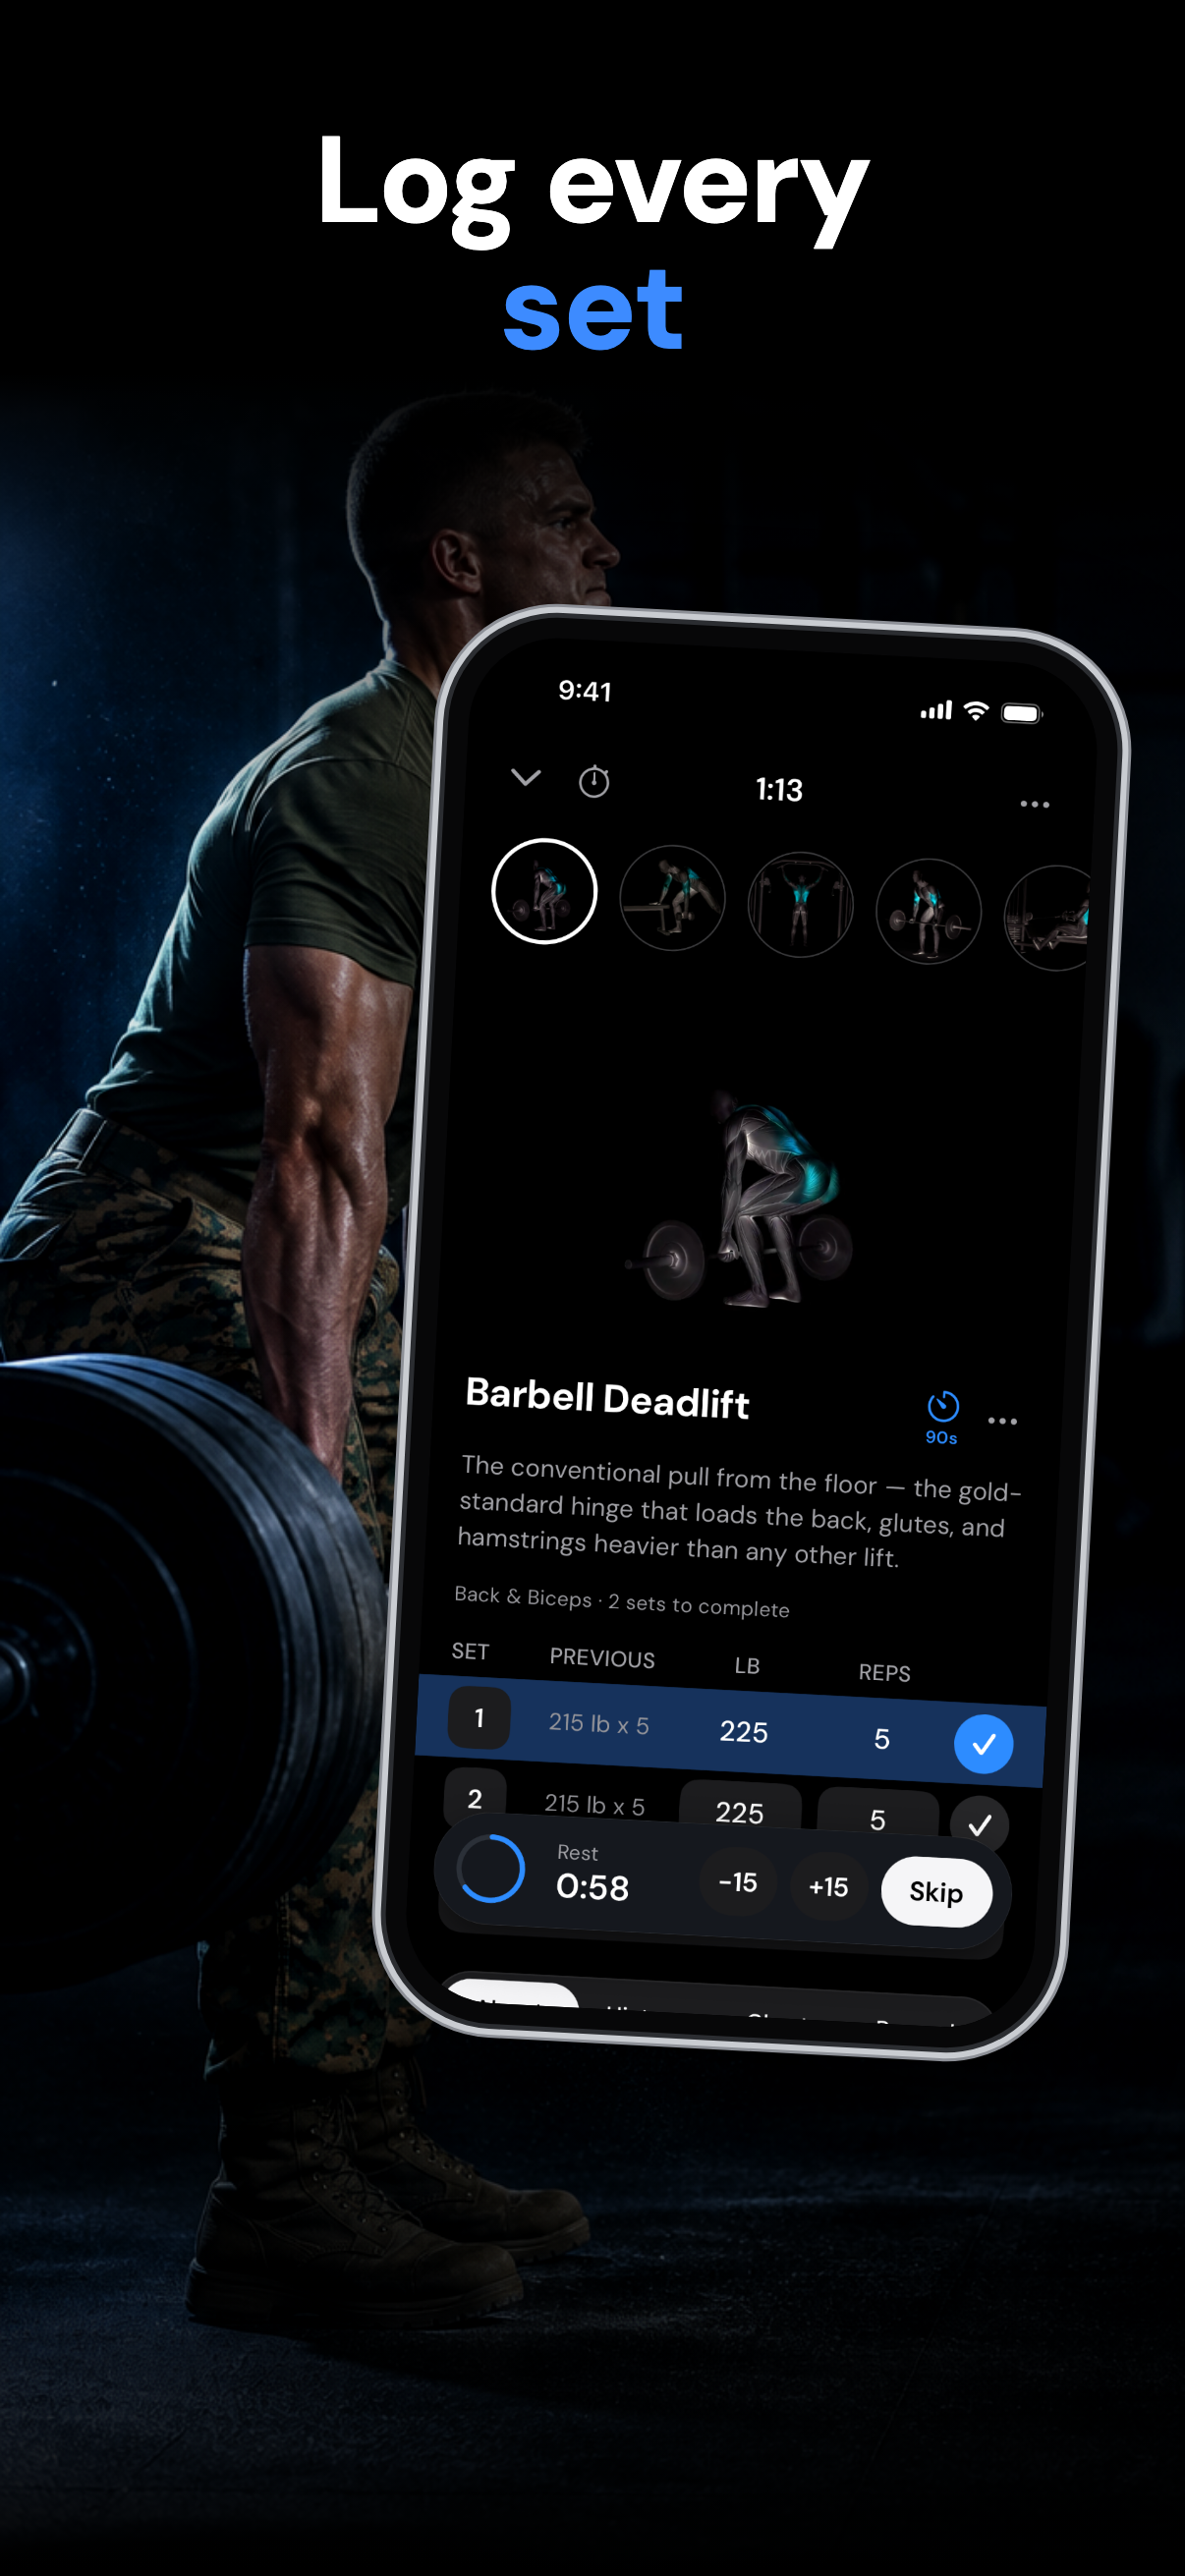 Log every
set
9:41
1:13
Barbell Deadlift
90s
The conventional pull from the floor — the gold-
standard hinge that loads the back, glutes, and
hamstrings heavier than any other lift.
Back & Biceps · 2 sets to complete
SET PREVIOUS LB REPS
1 215 lb x 5 225 5
2 215 lb x 5 225 5
Rest
0:58 -15 +15 Skip